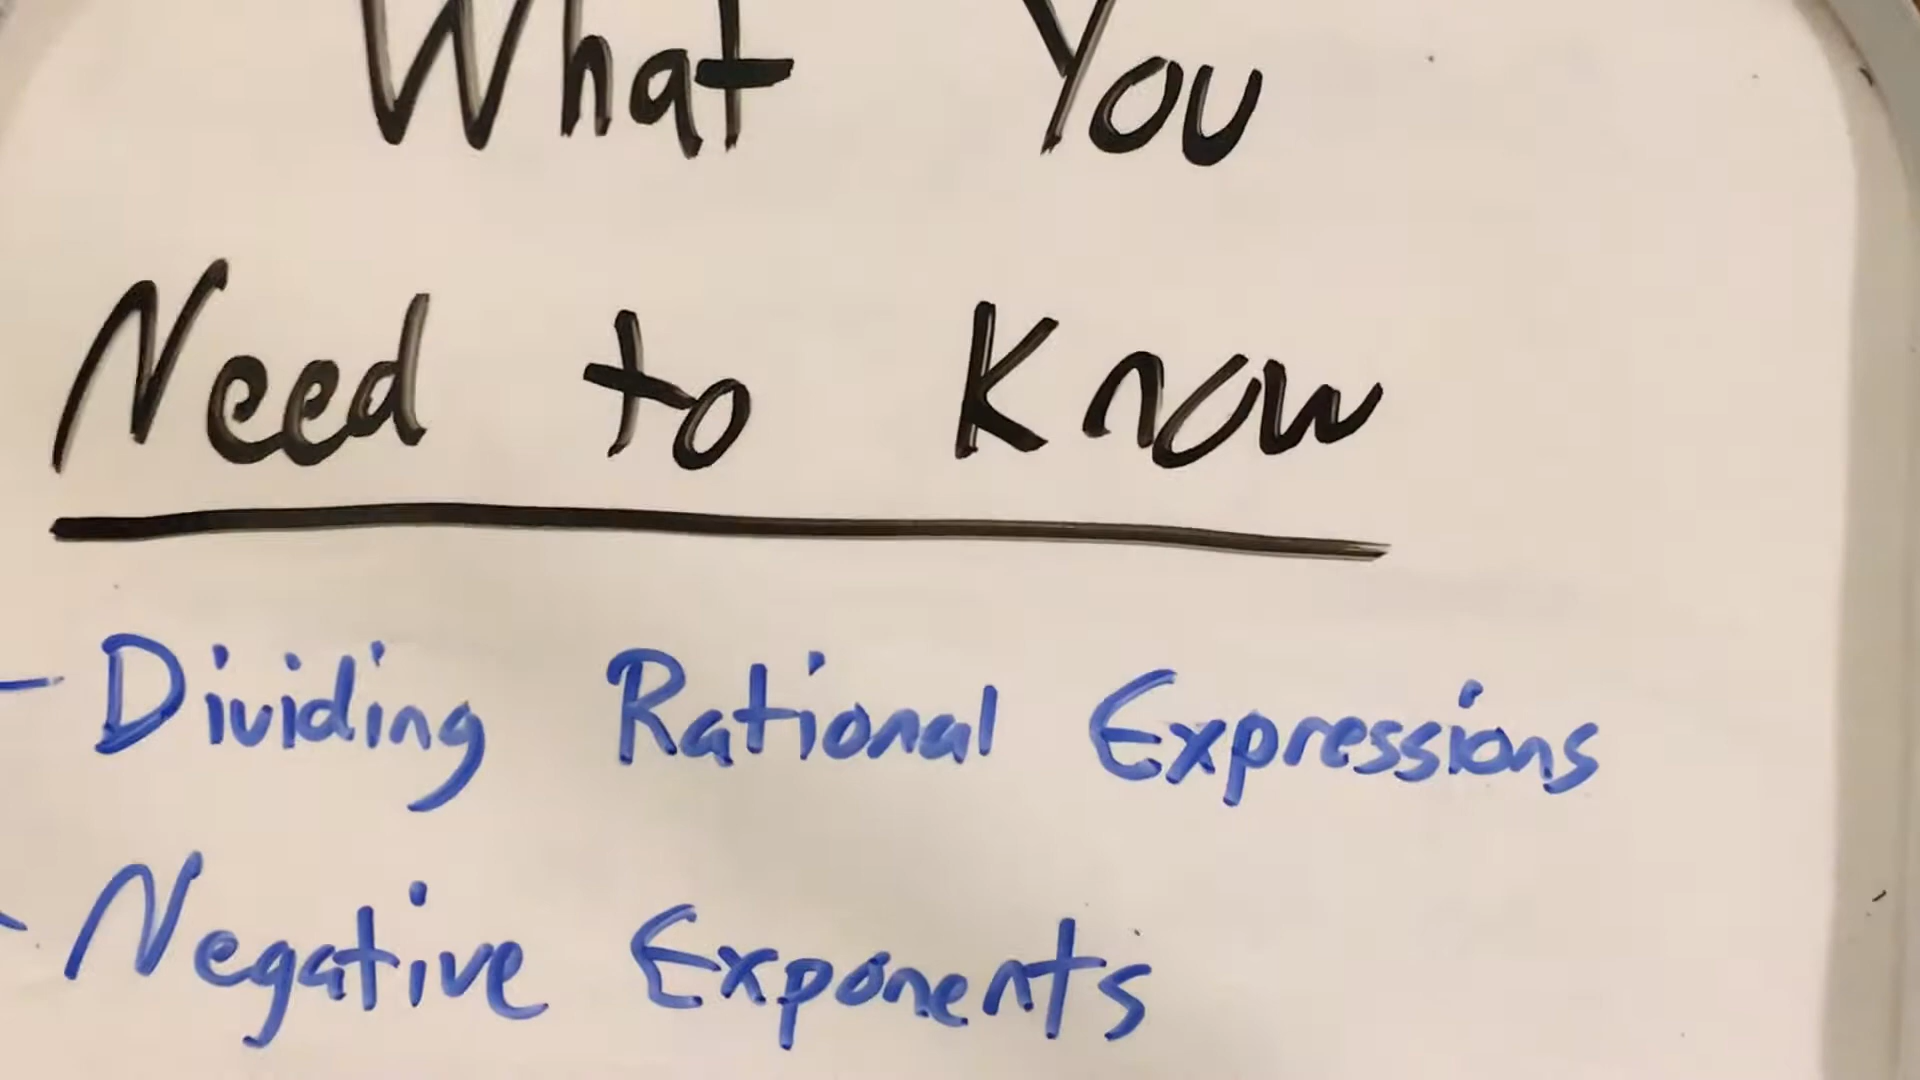 What You
Need to Know
- Dividing Rational Expressions
- Negative Exponents